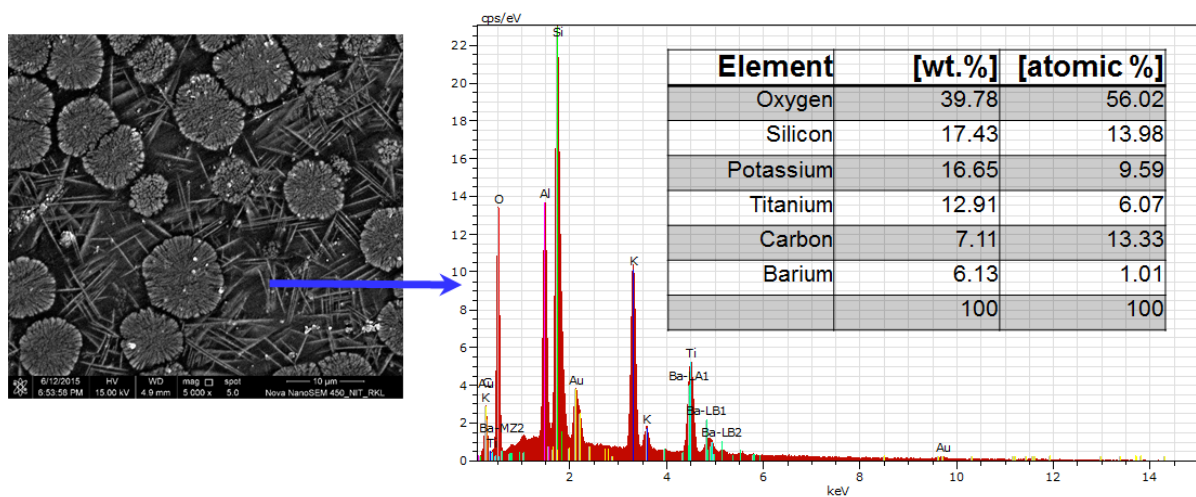 6/12/2015 HV WD mag □ spot
6:53:58 PM 15.00 kV 4.9 mm 5 000 x 5.0
10 μm
Nova NanoSEM 450_NIT_RKL
cps/eV
22
20
18
16
14
12
10
8
6
4
2
0
2 4 6 8 10 12 14
keV
Si
O
Al
K
Au
Au
C
K
Ba-MZ2
K
Ti
Ba-LA1
Ba-LB1
Ba-LB2
Au
Element [wt.%] [atomic %]
Oxygen 39.78 56.02
Silicon 17.43 13.98
Potassium 16.65 9.59
Titanium 12.91 6.07
Carbon 7.11 13.33
Barium 6.13 1.01
100 100